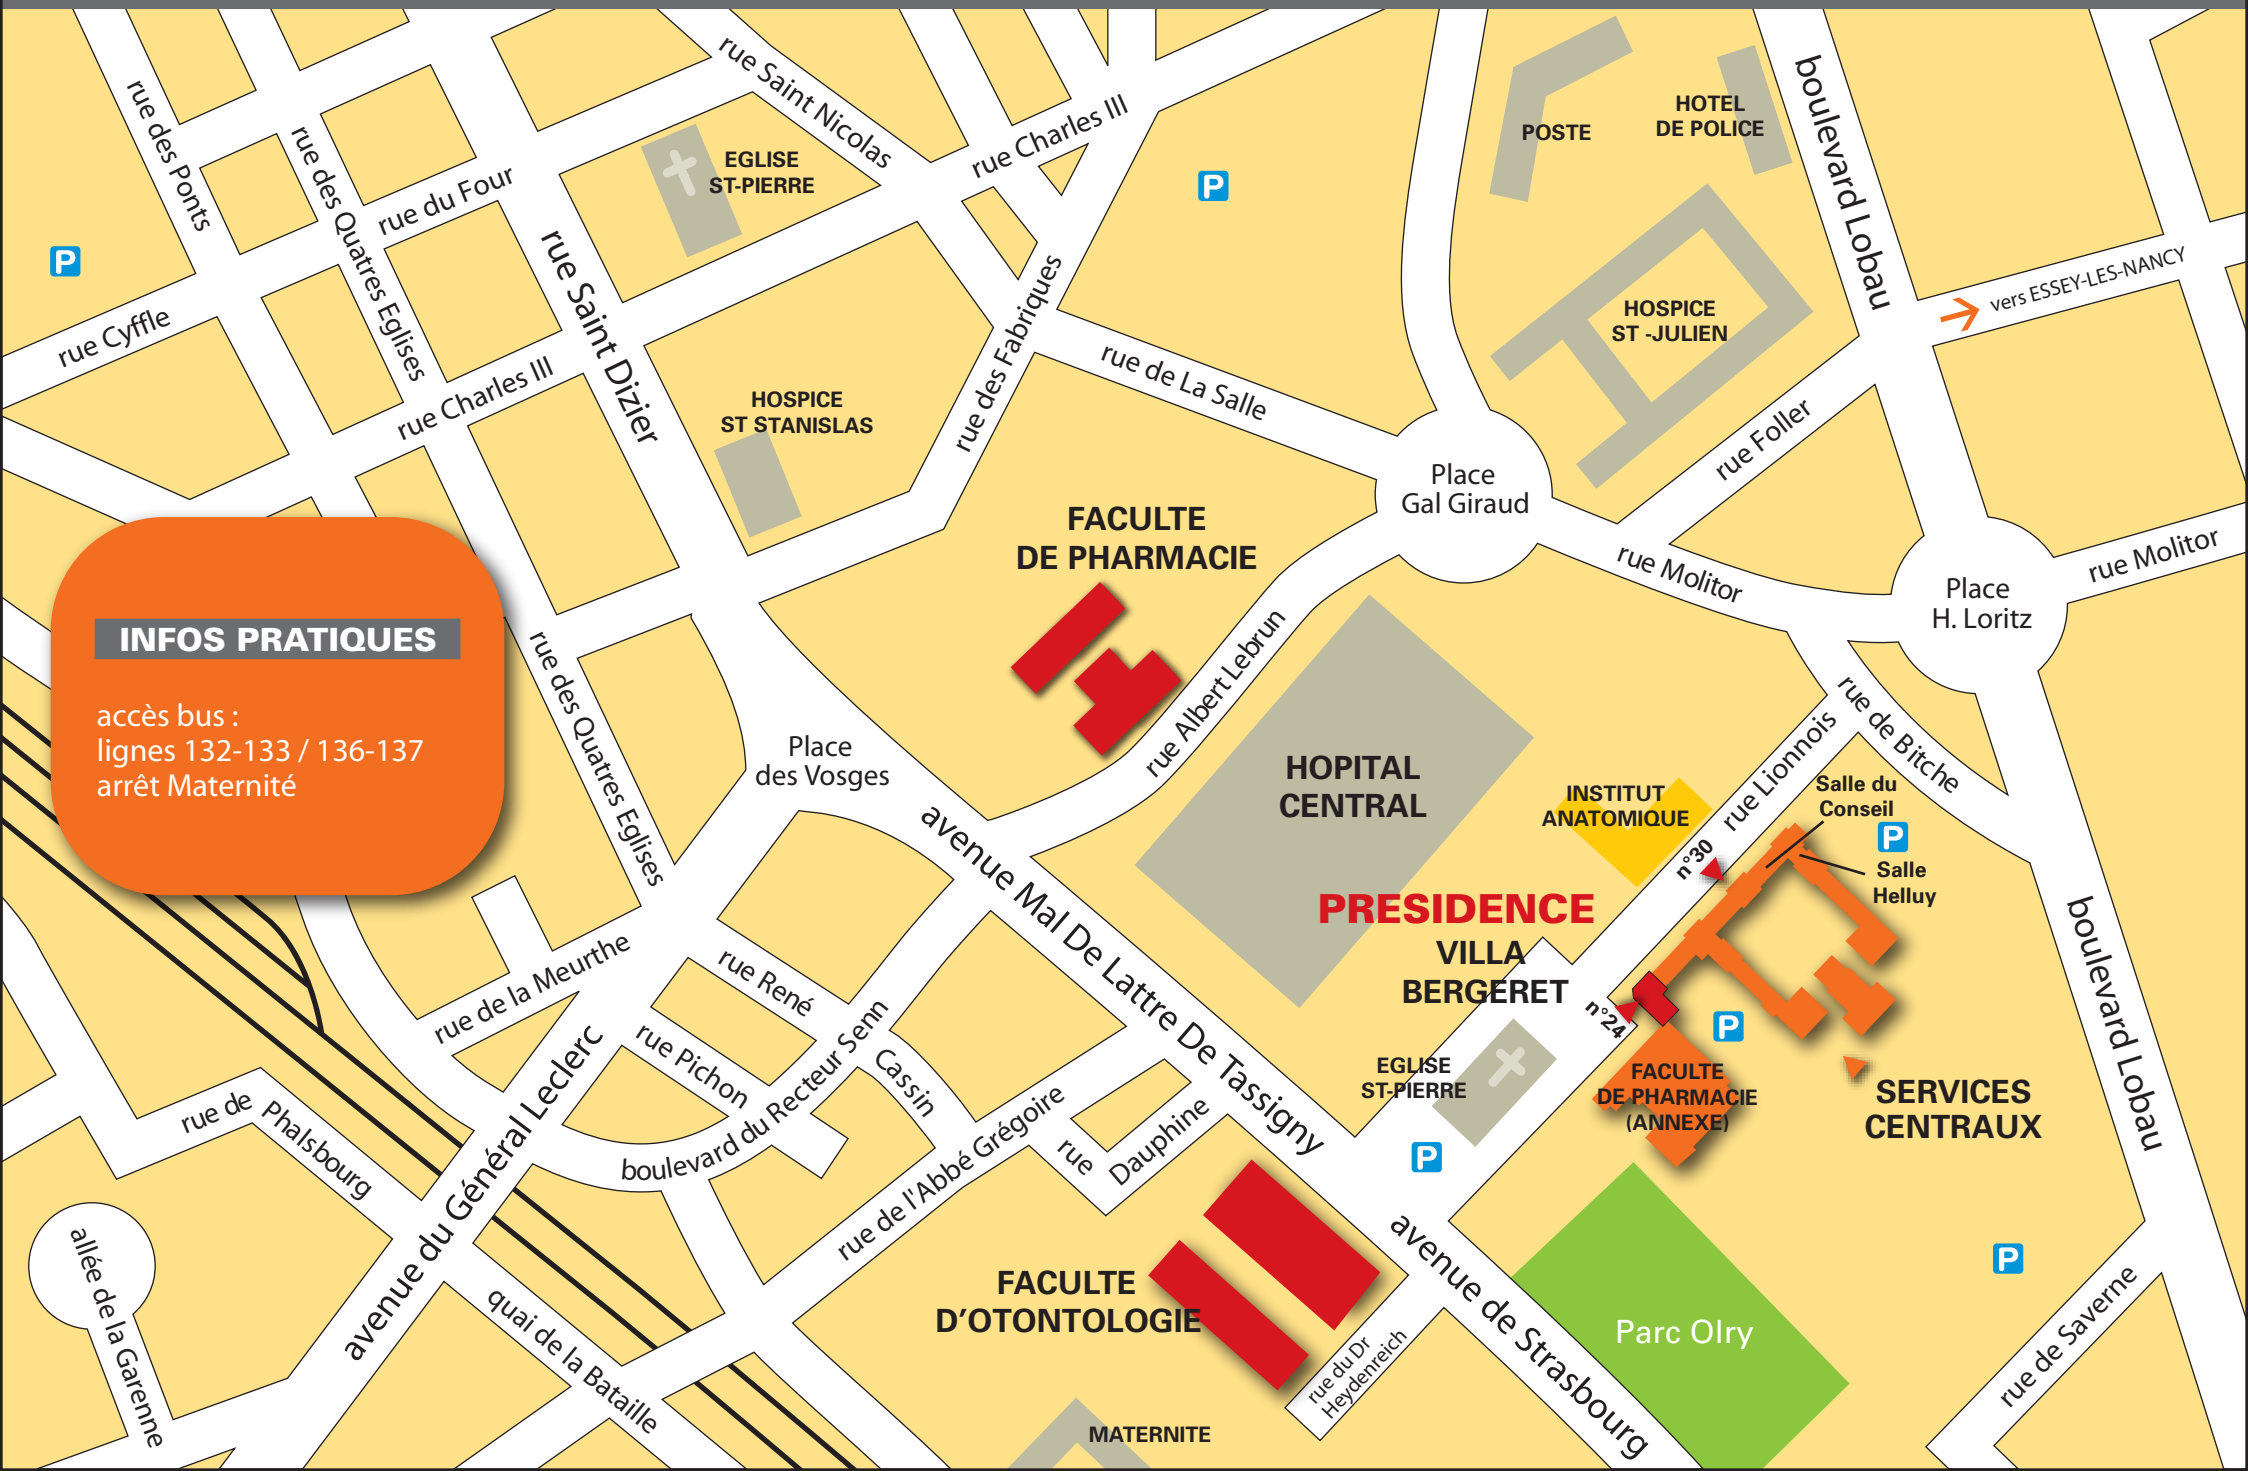 rue des Ponts
rue des Quatres Eglises
rue du Four
rue Saint Nicolas
rue Charles III
EGLISE
ST-PIERRE
P
P
POSTE
HOTEL
DE POLICE
boulevard Lobau
vers ESSEY-LES-NANCY
rue Cyffle
rue Charles III
rue Saint Dizier
HOSPICE
ST STANISLAS
rue des Fabriques
rue de La Salle
HOSPICE
ST -JULIEN
rue Foller
Place
Gal Giraud
rue Molitor
Place
H. Loritz
rue Molitor
FACULTE
DE PHARMACIE
INFOS PRATIQUES
accès bus :
lignes 132-133 / 136-137
arrêt Maternité
rue des Quatres Eglises
Place
des Vosges
rue Albert Lebrun
HOPITAL
CENTRAL
INSTITUT
ANATOMIQUE
rue Lionnois
rue de Bitche
Salle du
Conseil
P
Salle
Helluy
n°30
avenue Mal De Lattre De Tassigny
PRESIDENCE
VILLA
BERGERET
n°24
P
boulevard Lobau
rue de la Meurthe
rue René
Cassin
rue Pichon
boulevard du Recteur Senn
avenue du Général Leclerc
rue de
Phalsbourg
EGLISE
ST-PIERRE
P
FACULTE
DE PHARMACIE
(ANNEXE)
SERVICES
CENTRAUX
rue de l'Abbé Grégoire
rue
Dauphine
allée de la Garenne
quai de la Bataille
FACULTE
D’OTONTOLOGIE
rue du Dr
Heydenreich
avenue de Strasbourg
Parc Olry
P
rue de Saverne
MATERNITE